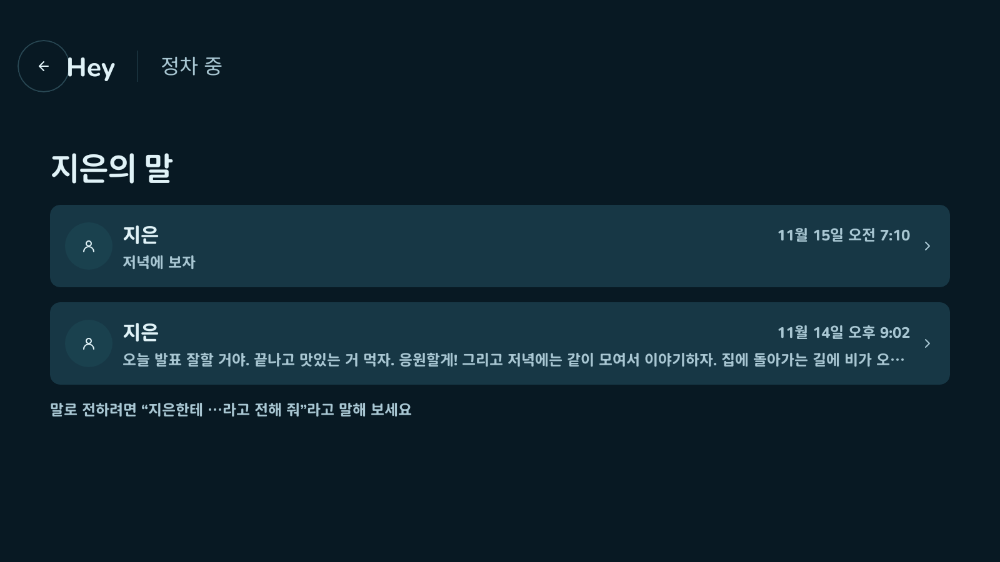 Hey
정차 중
지은의 말
지은
11월 15일 오전 7:10
저녁에 보자
지은
11월 14일 오후 9:02
오늘 발표 잘할 거야. 끝나고 맛있는 거 먹자. 응원할게! 그리고 저녁에는 같이 모여서 이야기하자. 집에 돌아가는 길에 비가 오…
말로 전하려면 “지은한테 …라고 전해 줘”라고 말해 보세요